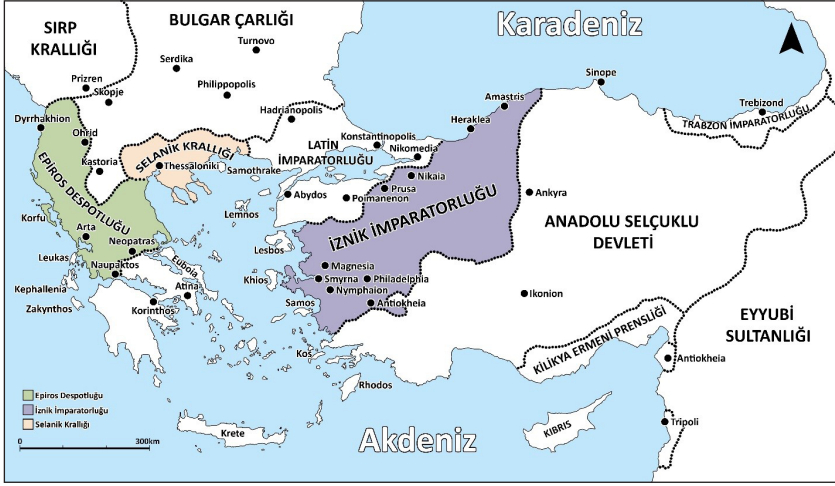 SIRP
KRALLIĞI
BULGAR ÇARLIĞI
Karadeniz
Turnovo
Serdika
Prizren
Skopje
Philippopolis
Sinope
Amastris
Hadrianopolis
Trebizond
Dyrrhakhion
Heraklea
TRABZON İMPARATORLUĞU
Ohrid
Konstantinopolis
SELANİK KRALLIĞI
LATİN
İMPARATORLUĞU
Nikomedia
Kastoria
Thessaloniki
Samothrake
Nikaia
EPİROS DESPOTLUĞU
Prusa
Abydos
Poimanenon
Ankyra
Lemnos
İZNİK İMPARATORLUĞU
Korfu
ANADOLU SELÇUKLU
DEVLETİ
Arta
Neopatras
Lesbos
Leukas
Naupaktos
Euboia
Magnesia
Khios
Smyrna
Philadelphia
Kephallenia
Nymphaion
Atina
Ikonion
Zakynthos
Samos
Antiokheia
Korinthos
EYYUBİ
SULTANLIĞI
KİLİKYA ERMENİ PRENSLİĞİ
Kos
Antiokheia
Rhodos
Epiros Despotluğu
İznik İmparatorluğu
Selanik Krallığı
Tripoli
KIBRIS
Krete
Akdeniz
0
300km